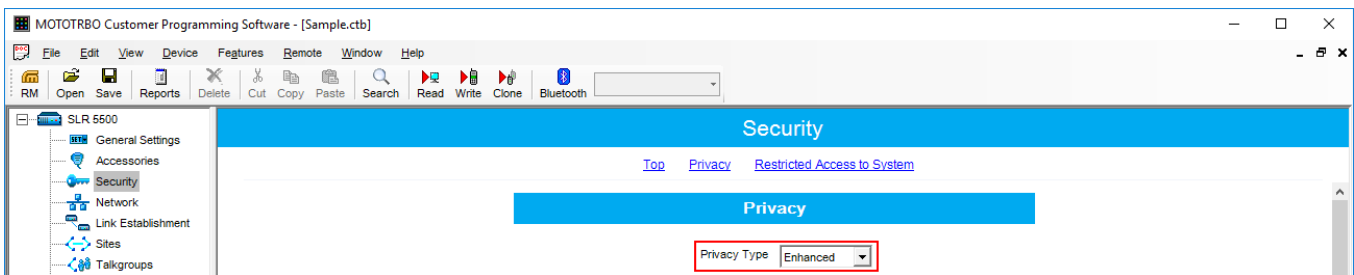 MOTOTRBO Customer Programming Software - [Sample.ctb]
File Edit View Device Features Remote Window Help
RM Open Save Reports Delete Cut Copy Paste Search Read Write Clone Bluetooth
SLR 5500
General Settings
Accessories
Security
Network
Link Establishment
Sites
Talkgroups
Security
Top Privacy Restricted Access to System
Privacy
Privacy Type Enhanced